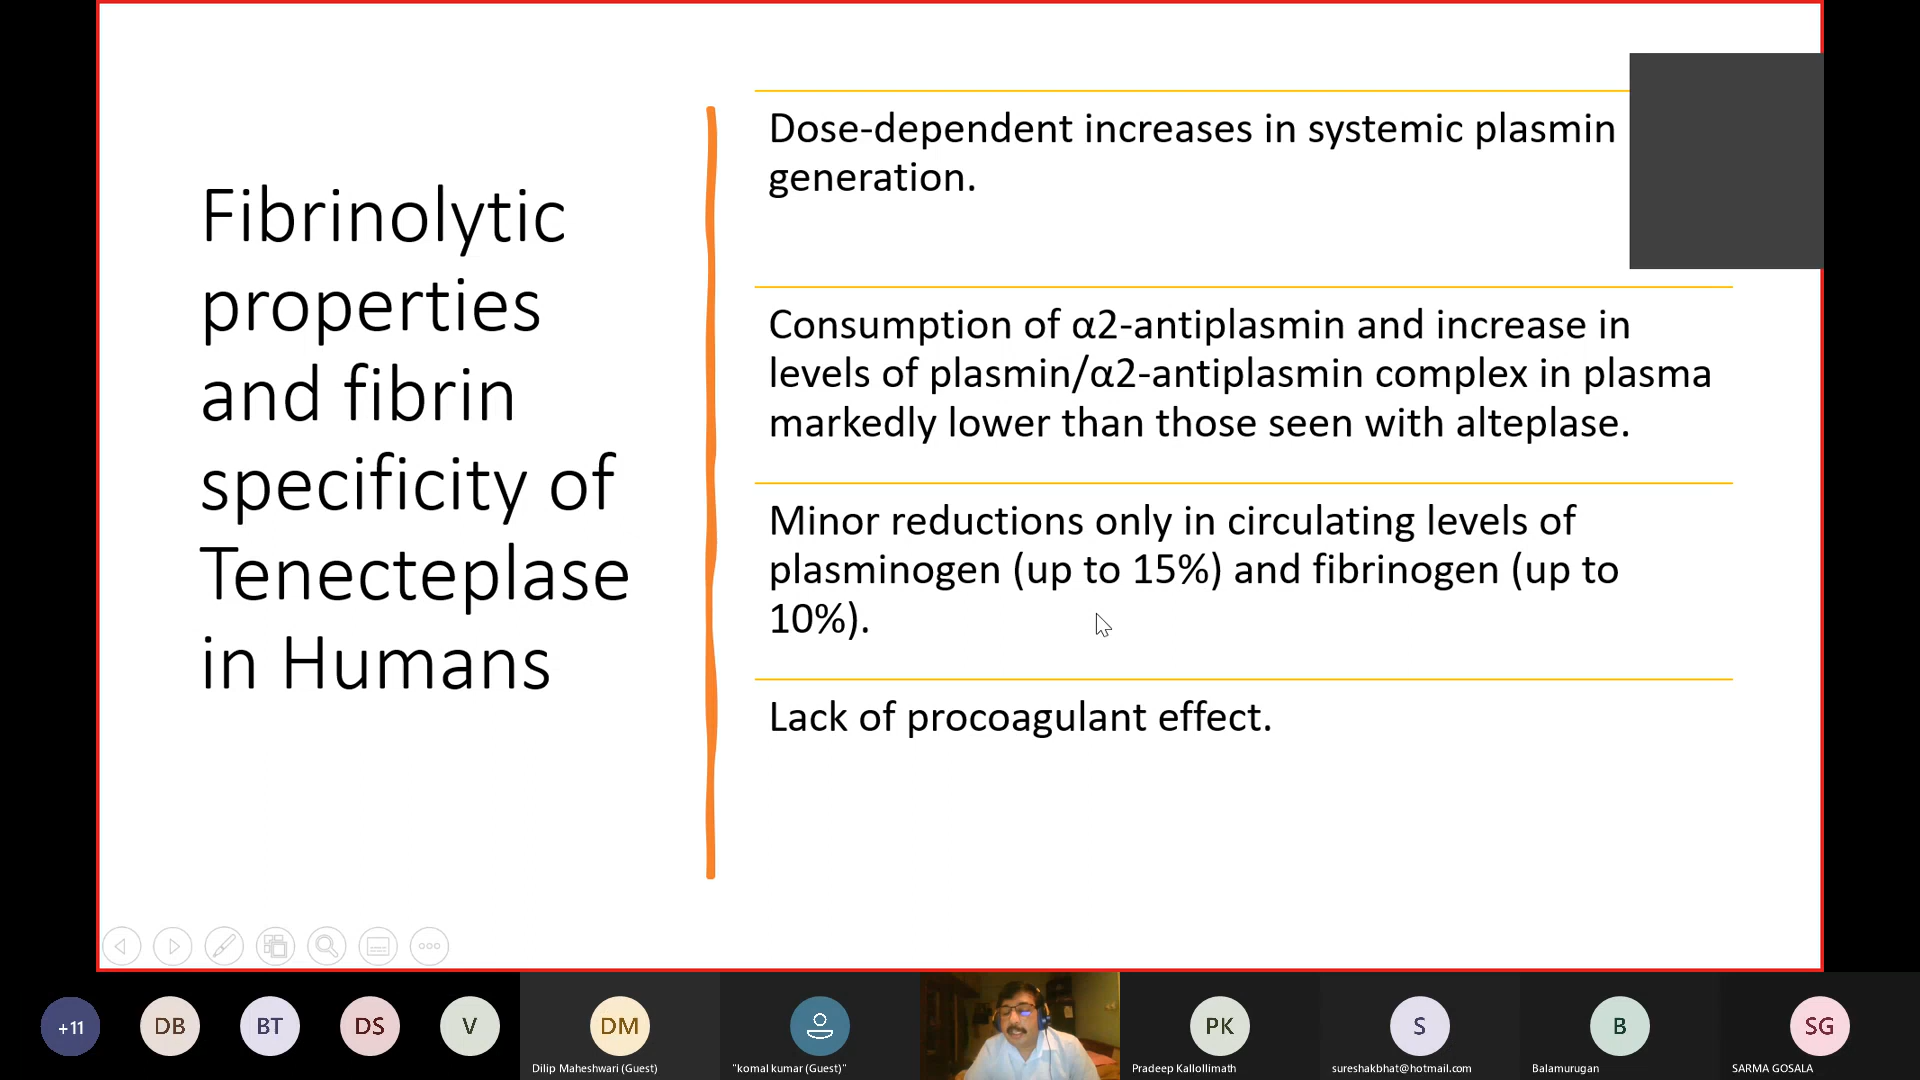 Fibrinolytic
properties
and fibrin
specificity of
Tenecteplase
in Humans
Dose-dependent increases in systemic plasmin
generation.
Consumption of α2-antiplasmin and increase in
levels of plasmin/α2-antiplasmin complex in plasma
markedly lower than those seen with alteplase.
Minor reductions only in circulating levels of
plasminogen (up to 15%) and fibrinogen (up to
10%).
Lack of procoagulant effect.
+11
DB
BT
DS
V
DM
PK
S
B
SG
Dilip Maheshwari (Guest)
"komal kumar (Guest)"
Pradeep Kallollimath
sureshakbhat@hotmail.com
Balamurugan
SARMA GOSALA